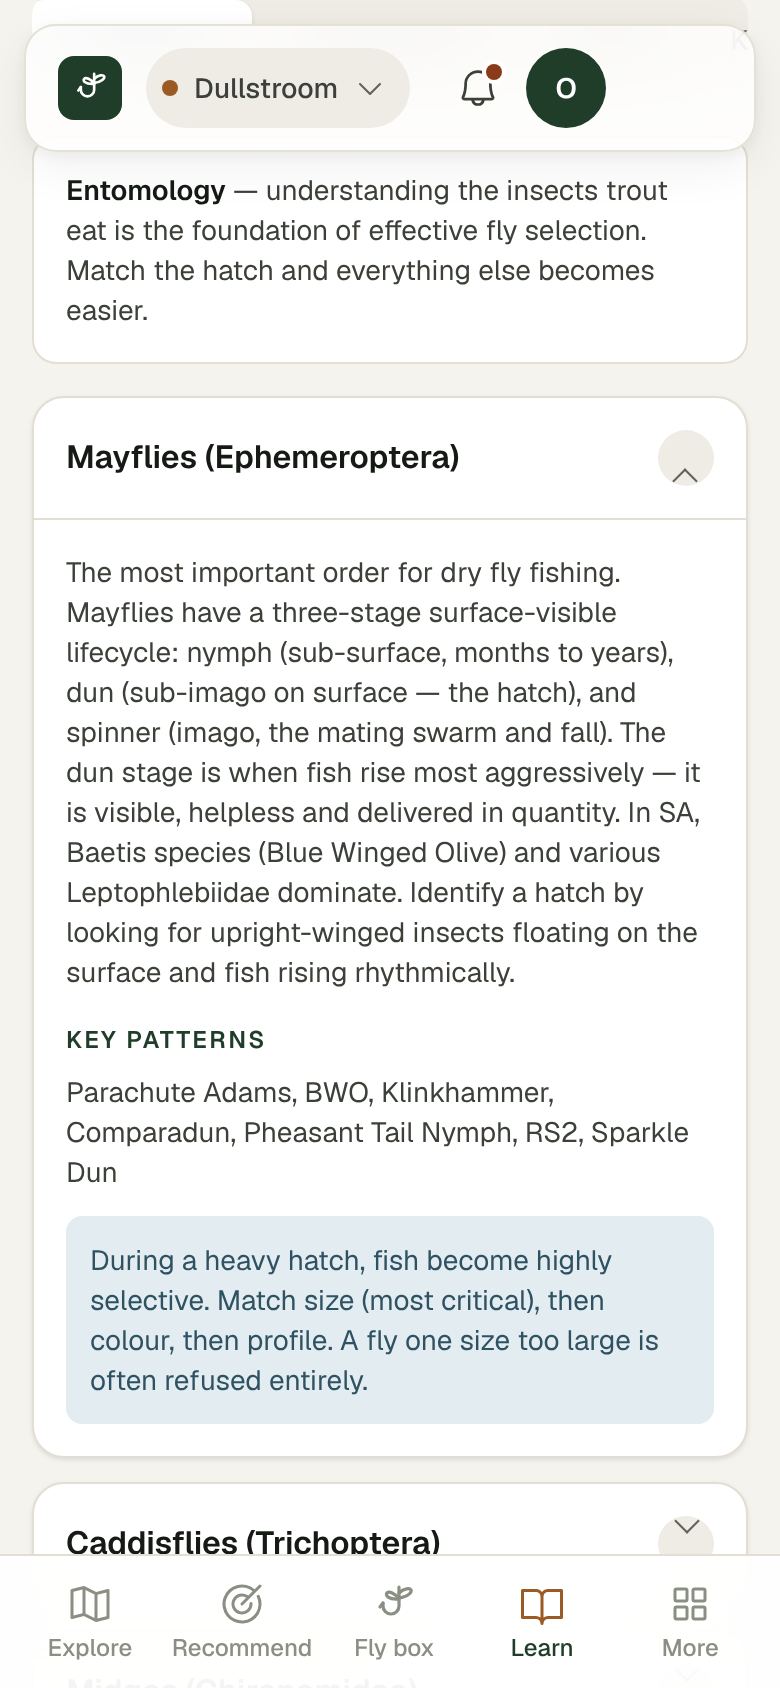 Dullstroom
O
Entomology — understanding the insects trout
eat is the foundation of effective fly selection.
Match the hatch and everything else becomes
easier.
Mayflies (Ephemeroptera)
The most important order for dry fly fishing.
Mayflies have a three-stage surface-visible
lifecycle: nymph (sub-surface, months to years),
dun (sub-imago on surface — the hatch), and
spinner (imago, the mating swarm and fall). The
dun stage is when fish rise most aggressively — it
is visible, helpless and delivered in quantity. In SA,
Baetis species (Blue Winged Olive) and various
Leptophlebiidae dominate. Identify a hatch by
looking for upright-winged insects floating on the
surface and fish rising rhythmically.
KEY PATTERNS
Parachute Adams, BWO, Klinkhammer,
Comparadun, Pheasant Tail Nymph, RS2, Sparkle
Dun
During a heavy hatch, fish become highly
selective. Match size (most critical), then
colour, then profile. A fly one size too large is
often refused entirely.
Caddisflies (Trichoptera)
Explore Recommend Fly box Learn More
Midges (Chironomidae)